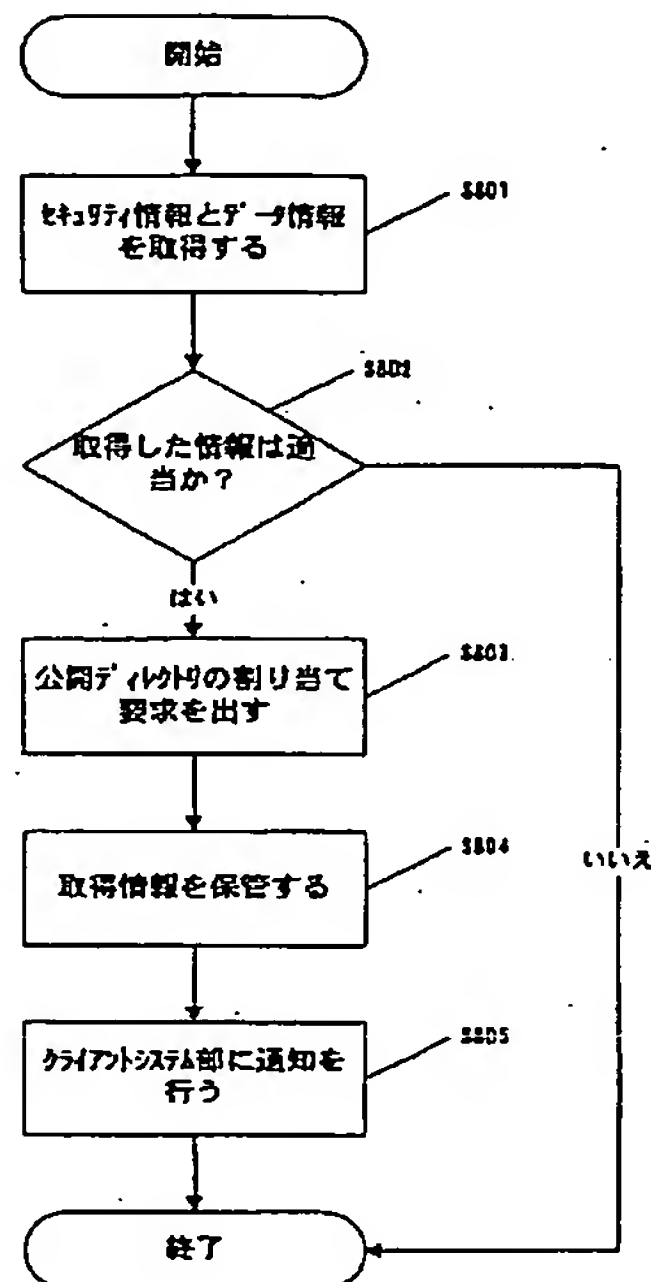 開始
セキュリティ情報とデータ情報
を取得する
S801
S802
取得した情報は適
当か？
はい
公開ディレクトリの割り当て
要求を出す
S803
取得情報を保管する
S804
いいえ
クライアントシステム部に通知を
行う
S805
終了